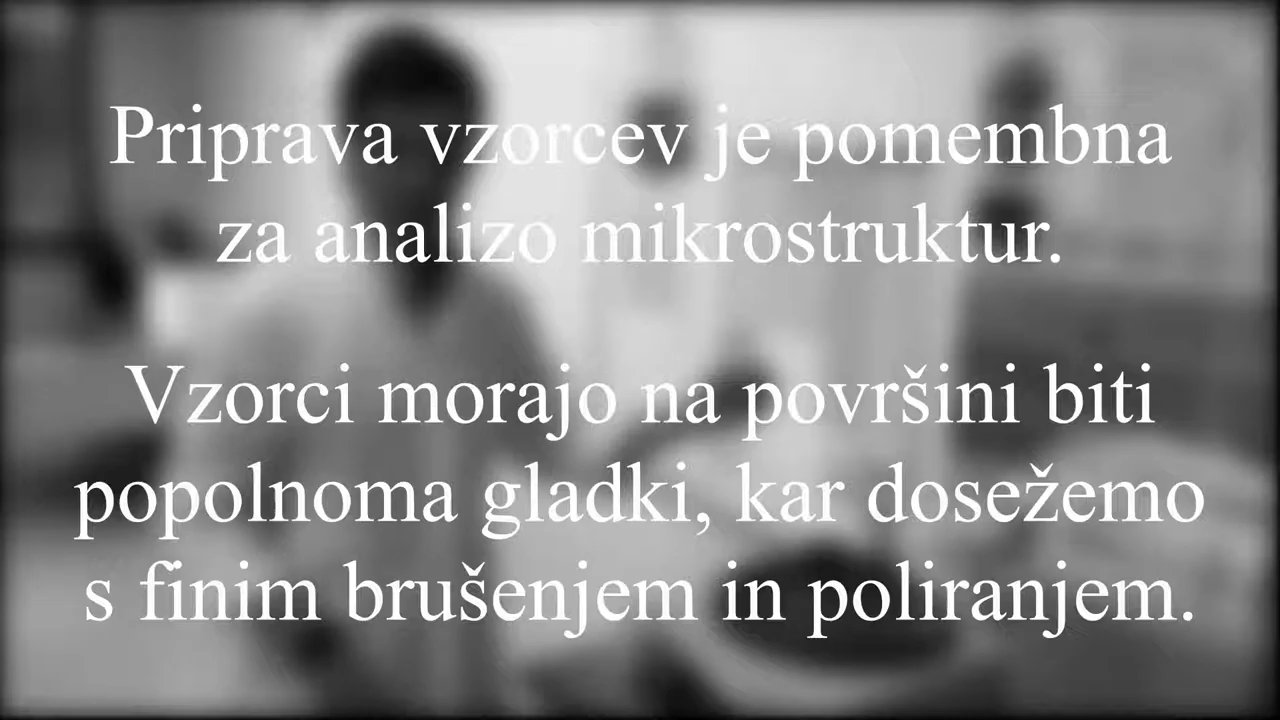 Priprava vzorcev je pomembna
za analizo mikrostruktur.
Vzorci morajo na površini biti
popolnoma gladki, kar dosežemo
s finim brušenjem in poliranjem.